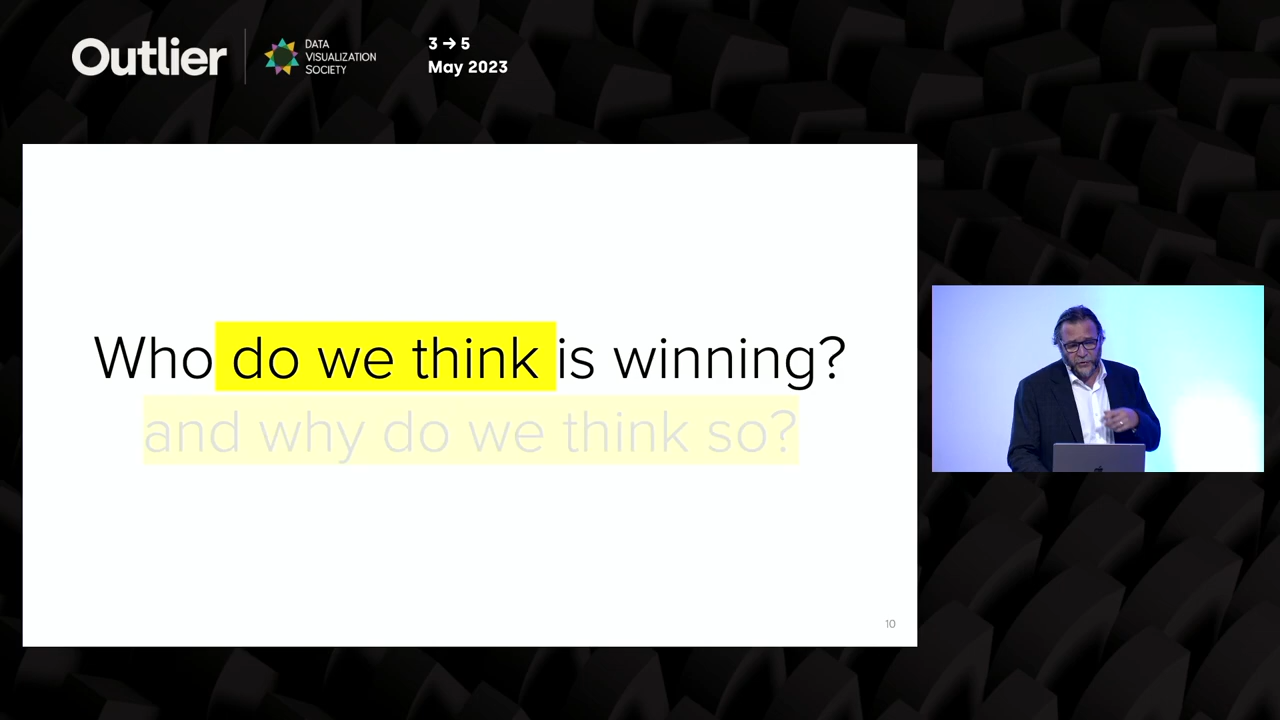 Outlier
DATA
VISUALIZATION
SOCIETY
3 → 5
May 2023
Who do we think is winning?
and why do we think so?
10